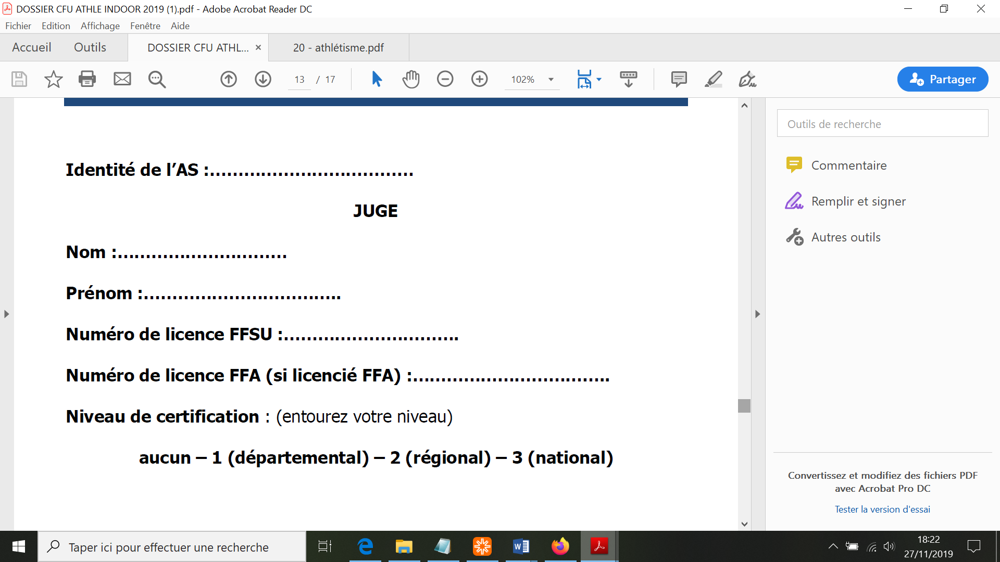 DOSSIER CFU ATHLE INDOOR 2019 (1).pdf - Adobe Acrobat Reader DC
Fichier Edition Affichage Fenêtre Aide
Accueil Outils DOSSIER CFU ATHL... × 20 - athlétisme.pdf
13 / 17 102% Partager
Outils de recherche
Commentaire
Remplir et signer
Autres outils
Identité de l’AS :....................................
JUGE
Nom :..............................
Prénom :...................................
Numéro de licence FFSU :...............................
Numéro de licence FFA (si licencié FFA) :...................................
Niveau de certification : (entourez votre niveau)
aucun – 1 (départemental) – 2 (régional) – 3 (national)
Convertissez et modifiez des fichiers PDF
avec Acrobat Pro DC
Tester la version d'essai
Taper ici pour effectuer une recherche
18:22
27/11/2019